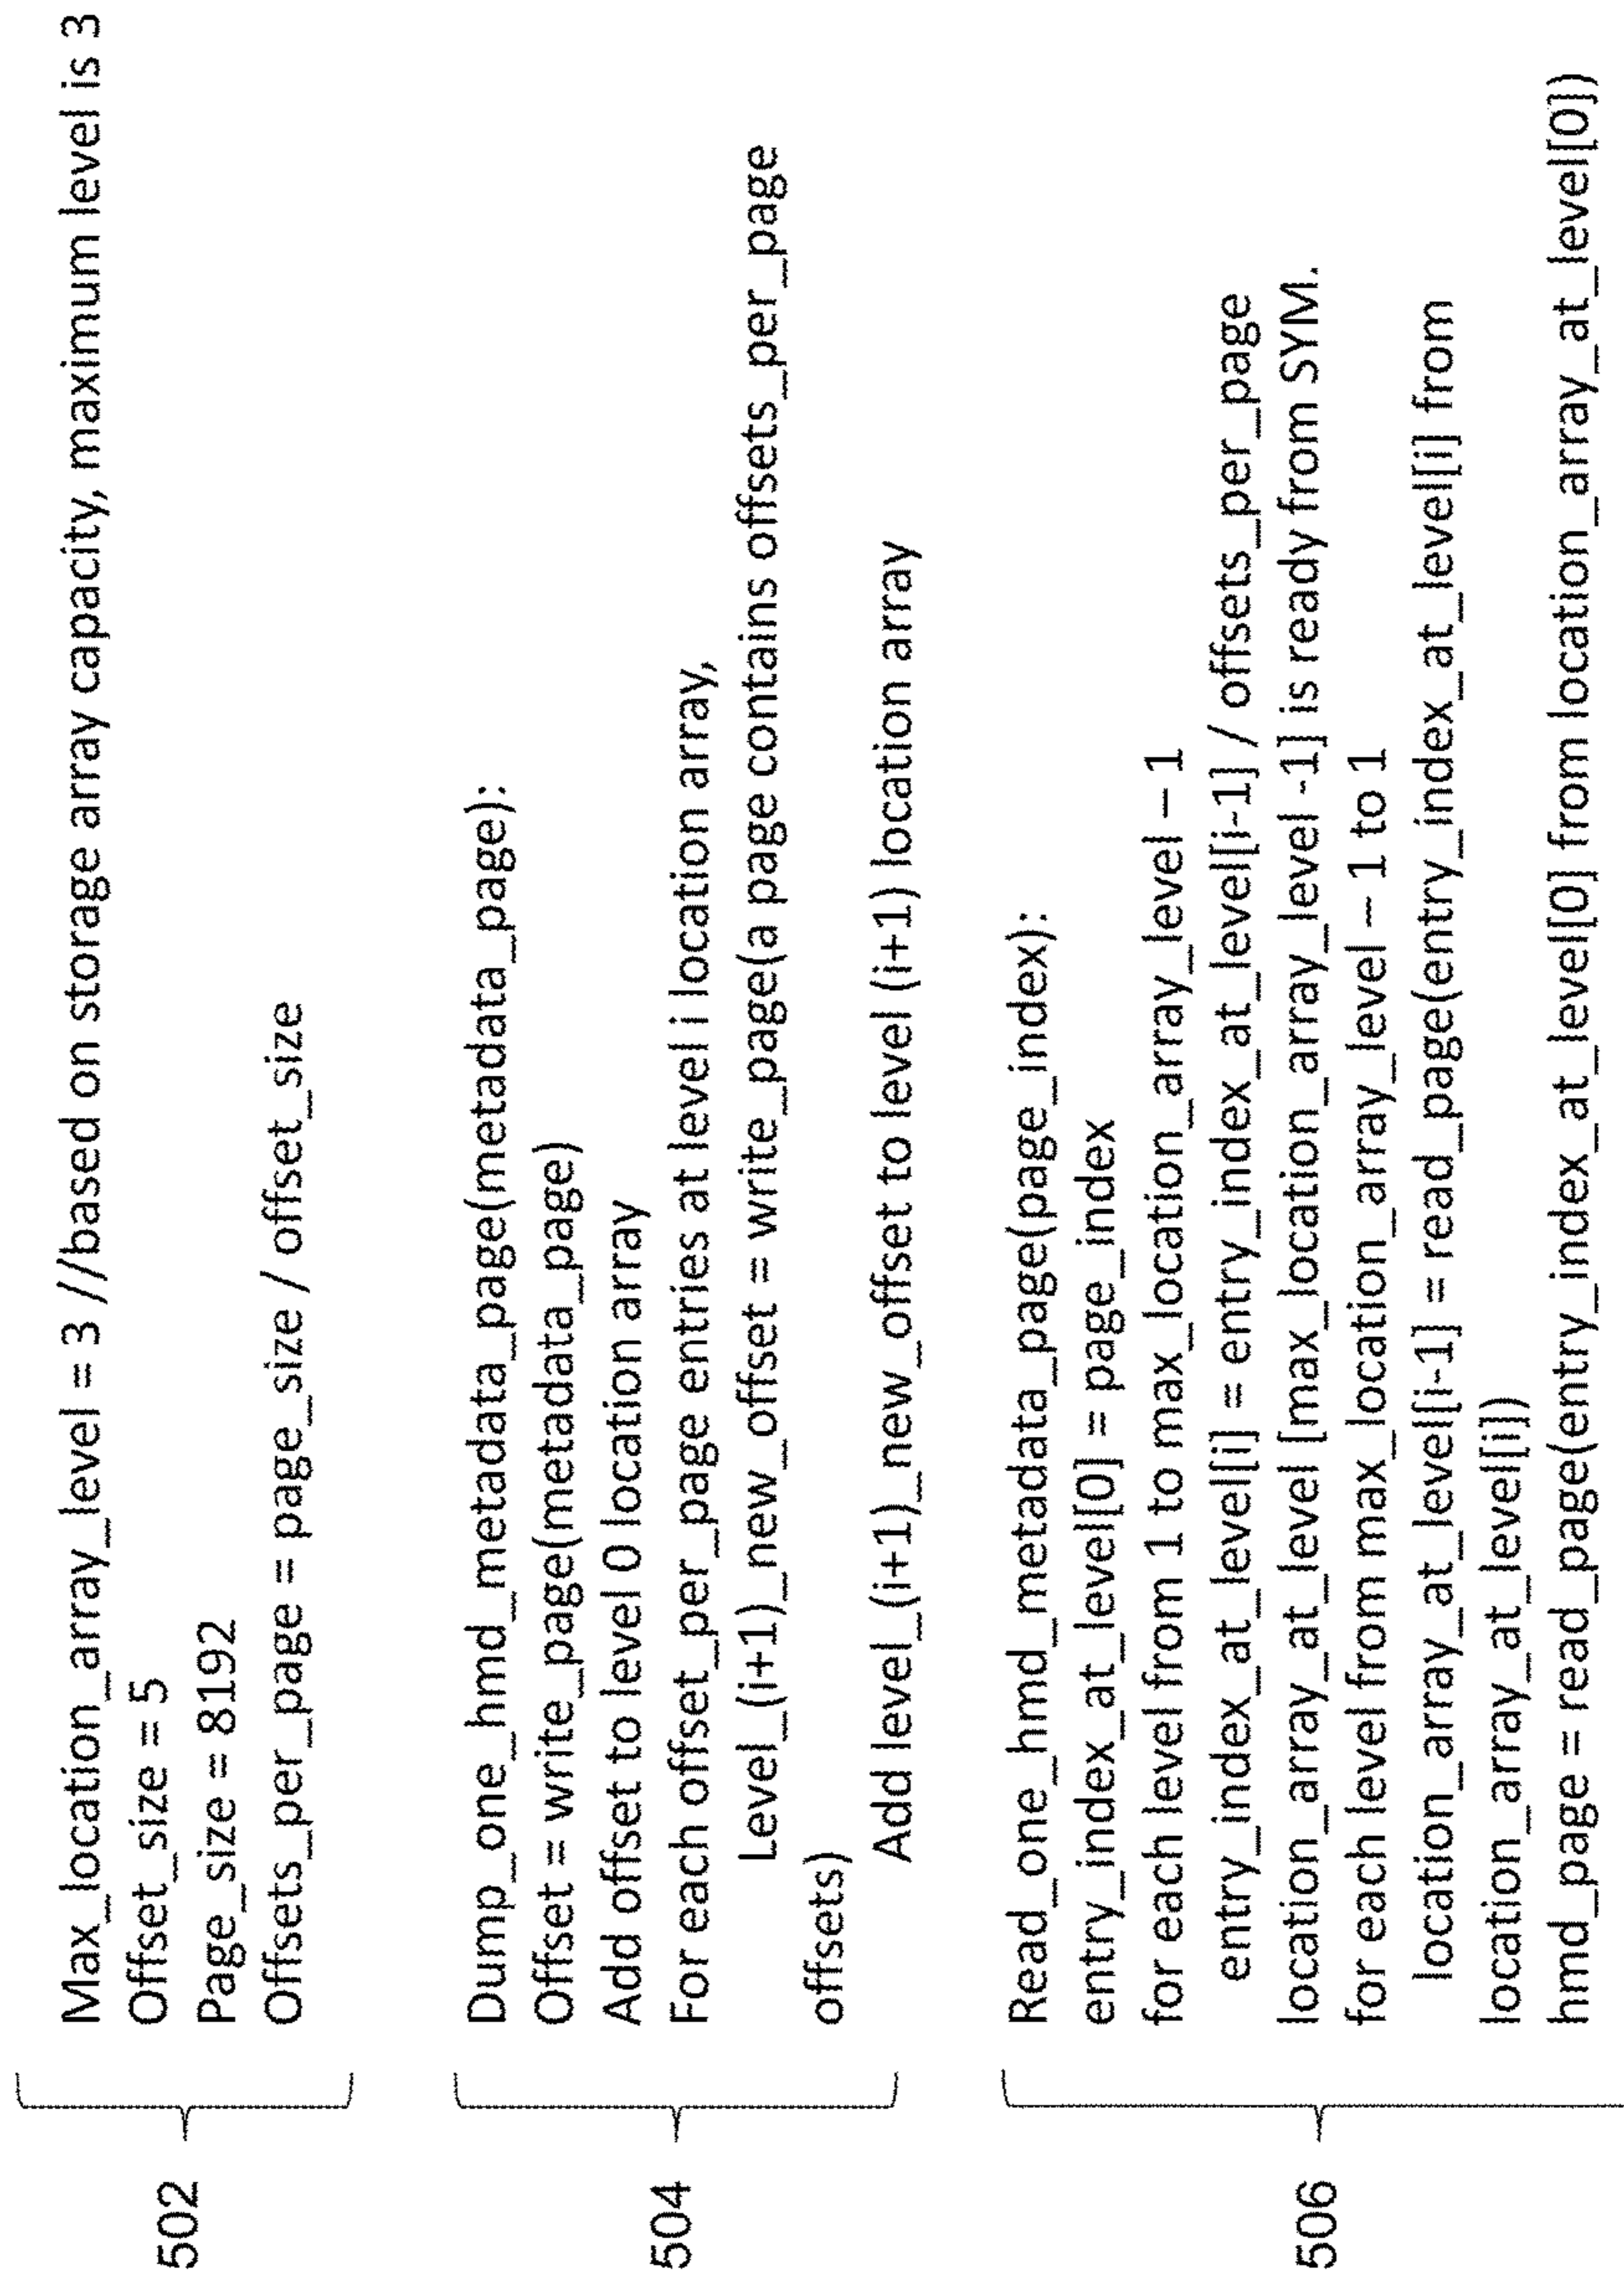 502
Max_location_array_level = 3 //based on storage array capacity, maximum level is 3
Offset_size = 5
Page_size = 8192
Offsets_per_page = page_size / offset_size
504
Dump_one_hmd_metadata_page(metadata_page):
Offset = write_page(metadata_page)
Add offset to level 0 location array
For each offset_per_page entries at level i location array,
Level_(i+1)_new_offset = write_page(a page contains offsets_per_page
offsets)
Add level_(i+1)_new_offset to level (i+1) location array
506
Read_one_hmd_metadata_page(page_index):
entry_index_at_level[0] = page_index
for each level from 1 to max_location_array_level – 1
entry_index_at_level[i] = entry_index_at_level[i-1] / offsets_per_page
location_array_at_level [max_location_array_level -1] is ready from SYM.
for each level from max_location_array_level – 1 to 1
location_array_at_level[i-1] = read_page(entry_index_at_level[i] from
location_array_at_level[i])
hmd_page = read_page(entry_index_at_level[0] from location_array_at_level[0])